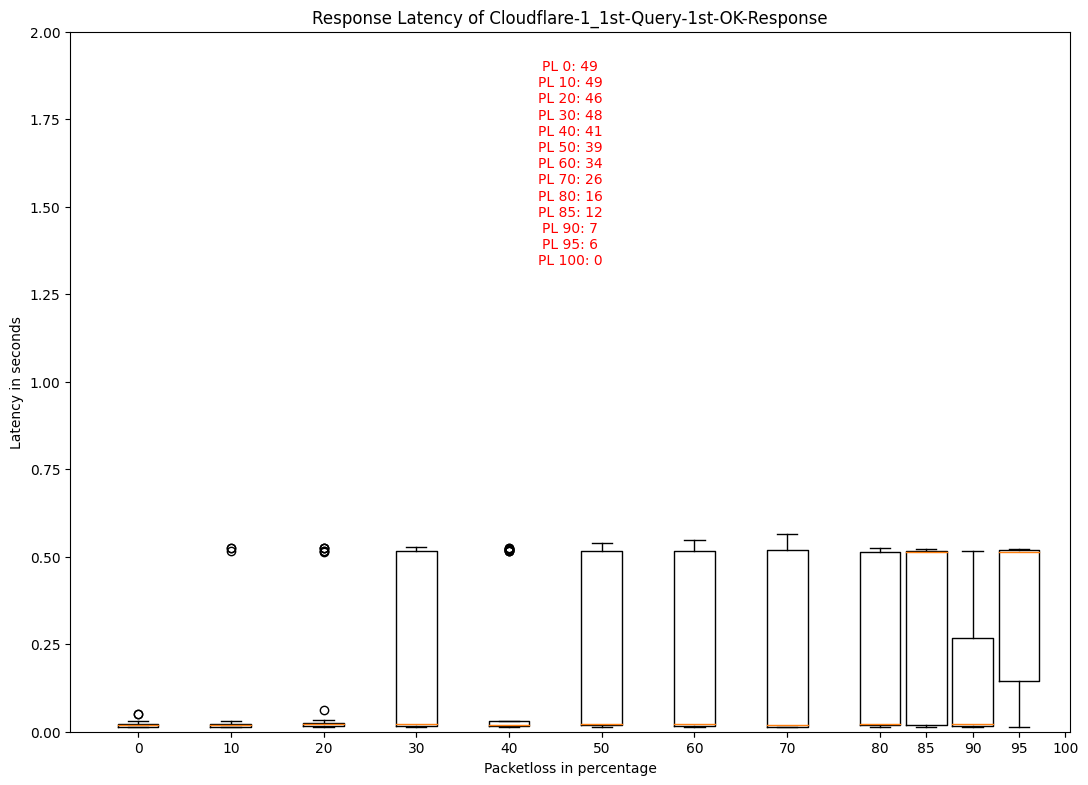 Response Latency of Cloudflare-1_1st-Query-1st-OK-Response
2.00
1.75
1.50
1.25
1.00
0.75
0.50
0.25
0.00
Latency in seconds
PL 0: 49
PL 10: 49
PL 20: 46
PL 30: 48
PL 40: 41
PL 50: 39
PL 60: 34
PL 70: 26
PL 80: 16
PL 85: 12
PL 90: 7
PL 95: 6
PL 100: 0
0 10 20 30 40 50 60 70 80 85 90 95 100
Packetloss in percentage